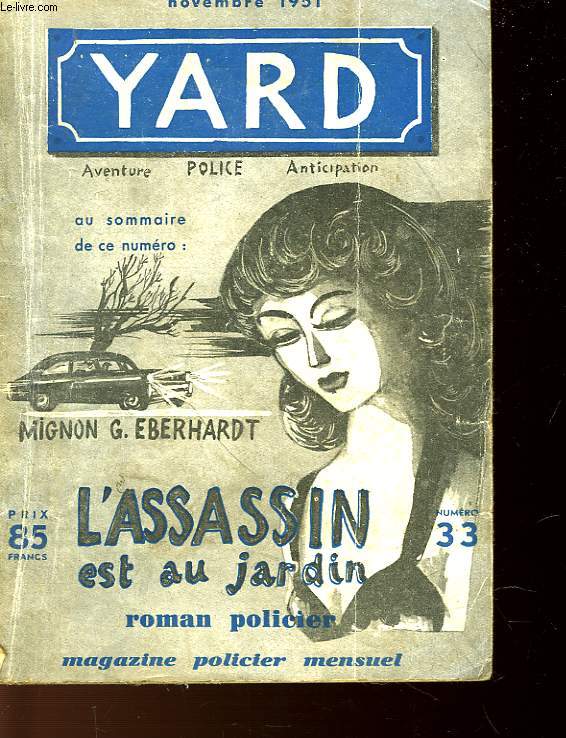 Le-livre.com
novembre 1951
YARD
Aventure POLICE Anticipation
au sommaire
de ce numéro :
MIGNON G. EBERHARDT
L'ASSASSIN
est au jardin
PRIX
85
FRANCS
NUMÉRO
33
roman policier
magazine policier mensuel